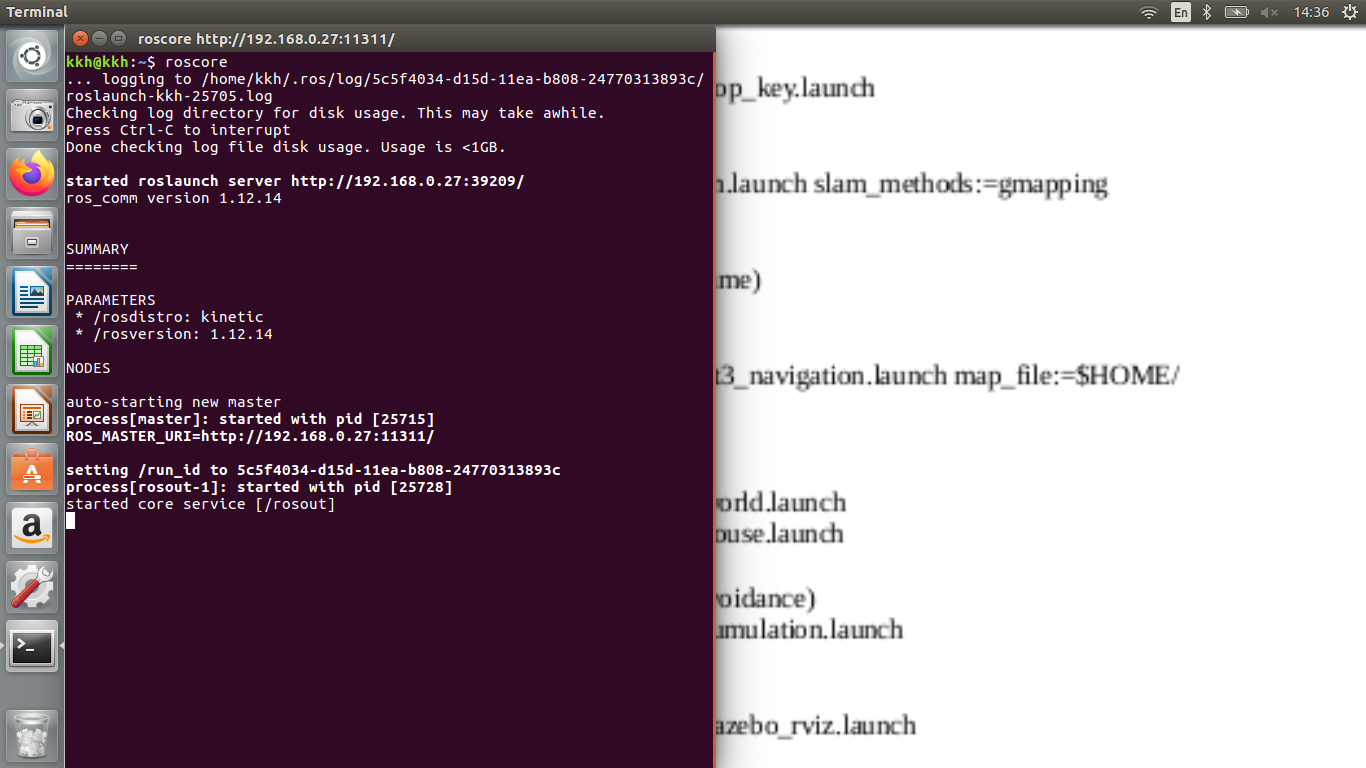 Terminal
En
14:36
roscore http://192.168.0.27:11311/
kkh@kkh:~$ roscore
... logging to /home/kkh/.ros/log/5c5f4034-d15d-11ea-b808-24770313893c/
roslaunch-kkh-25705.log
Checking log directory for disk usage. This may take awhile.
Press Ctrl-C to interrupt
Done checking log file disk usage. Usage is <1GB.
started roslaunch server http://192.168.0.27:39209/
ros_comm version 1.12.14
SUMMARY
========
PARAMETERS
* /rosdistro: kinetic
* /rosversion: 1.12.14
NODES
auto-starting new master
process[master]: started with pid [25715]
ROS_MASTER_URI=http://192.168.0.27:11311/
setting /run_id to 5c5f4034-d15d-11ea-b808-24770313893c
process[rosout-1]: started with pid [25728]
started core service [/rosout]
op_key.launch
.launch slam_methods:=gmapping
me)
t3_navigation.launch map_file:=$HOME/
orld.launch
ouse.launch
oidance)
mulation.launch
azebo_rviz.launch
a